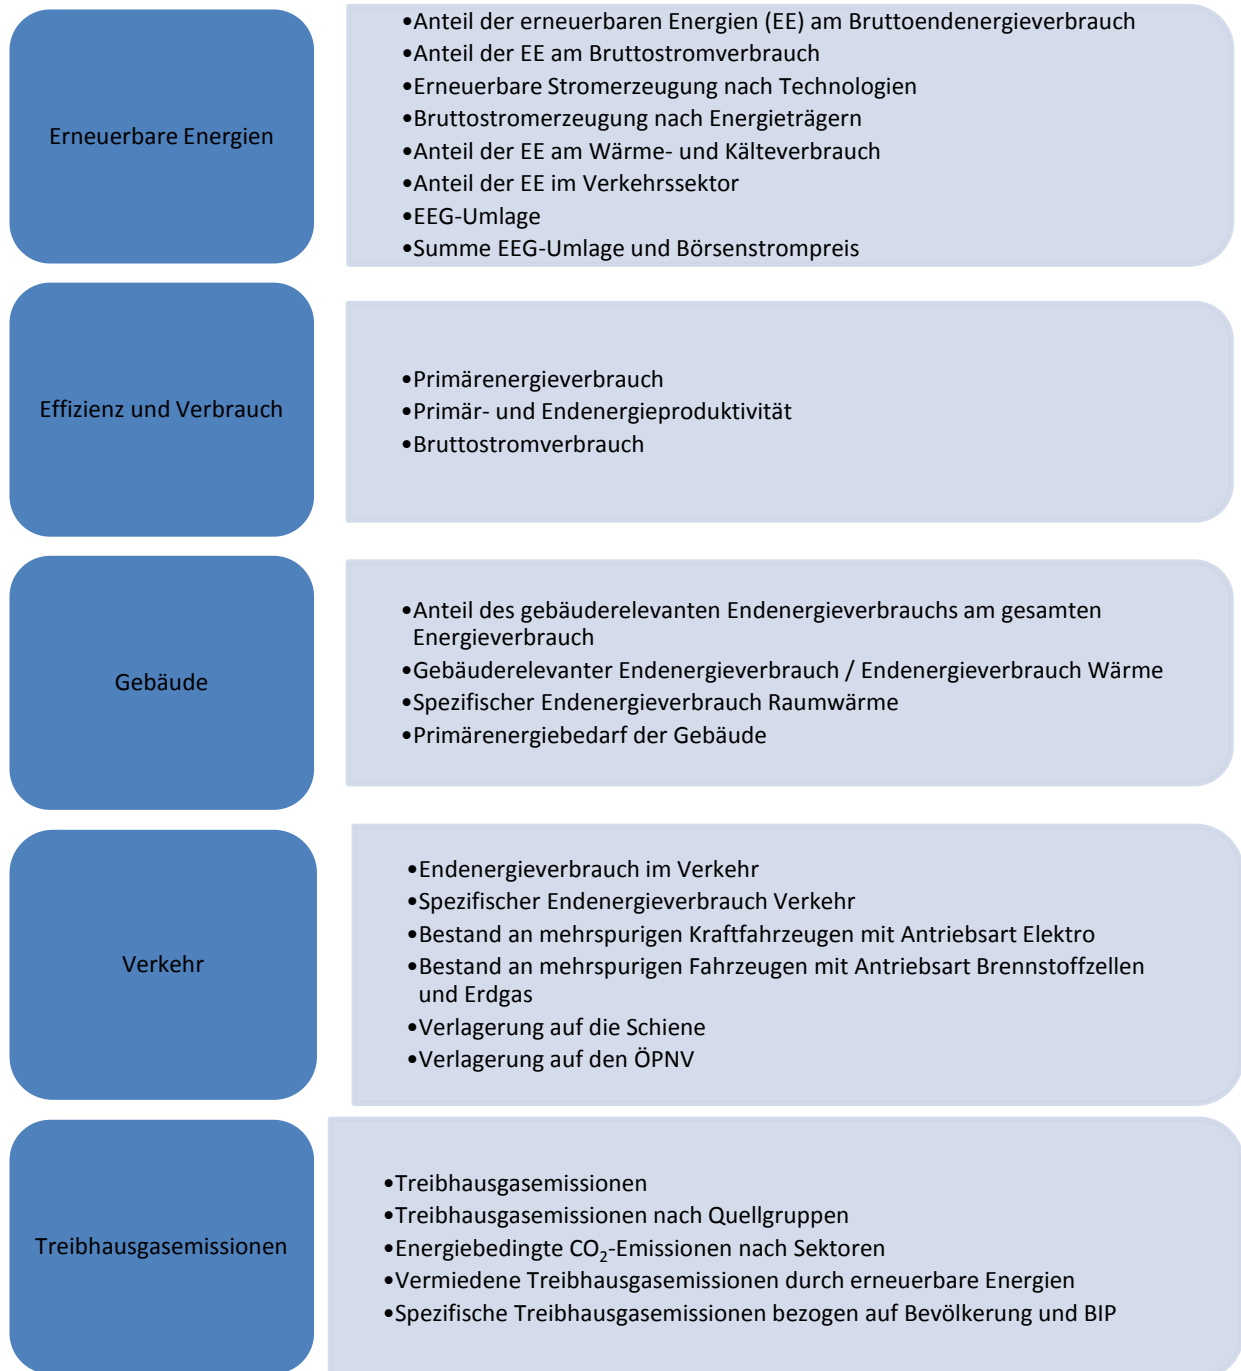 Erneuerbare Energien
•Anteil der erneuerbaren Energien (EE) am Bruttoendenergieverbrauch
•Anteil der EE am Bruttostromverbrauch
•Erneuerbare Stromerzeugung nach Technologien
•Bruttostromerzeugung nach Energieträgern
•Anteil der EE am Wärme- und Kälteverbrauch
•Anteil der EE im Verkehrssektor
•EEG-Umlage
•Summe EEG-Umlage und Börsenstrompreis
Effizienz und Verbrauch
•Primärenergieverbrauch
•Primär- und Endenergieproduktivität
•Bruttostromverbrauch
Gebäude
•Anteil des gebäuderelevanten Endenergieverbrauchs am gesamten
Energieverbrauch
•Gebäuderelevanter Endenergieverbrauch / Endenergieverbrauch Wärme
•Spezifischer Endenergieverbrauch Raumwärme
•Primärenergiebedarf der Gebäude
Verkehr
•Endenergieverbrauch im Verkehr
•Spezifischer Endenergieverbrauch Verkehr
•Bestand an mehrspurigen Kraftfahrzeugen mit Antriebsart Elektro
•Bestand an mehrspurigen Fahrzeugen mit Antriebsart Brennstoffzellen
und Erdgas
•Verlagerung auf die Schiene
•Verlagerung auf den ÖPNV
Treibhausgasemissionen
•Treibhausgasemissionen
•Treibhausgasemissionen nach Quellgruppen
•Energiebedingte CO₂-Emissionen nach Sektoren
•Vermiedene Treibhausgasemissionen durch erneuerbare Energien
•Spezifische Treibhausgasemissionen bezogen auf Bevölkerung und BIP